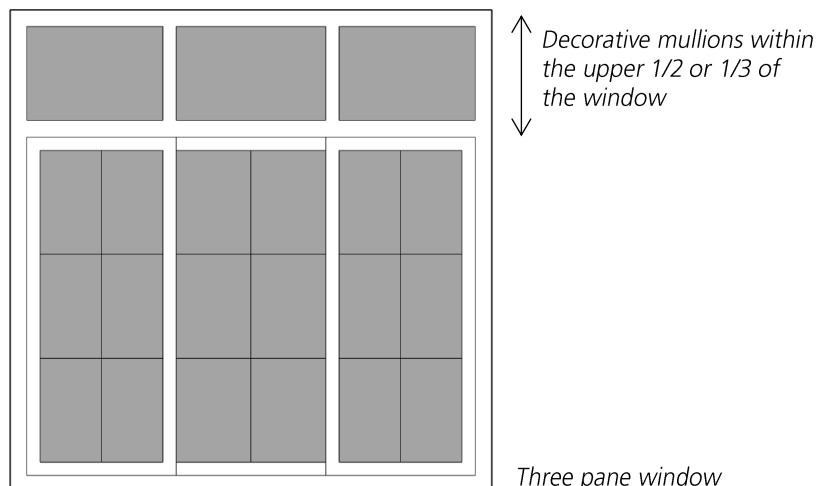 Decorative mullions within
the upper 1/2 or 1/3 of
the window
Three pane window